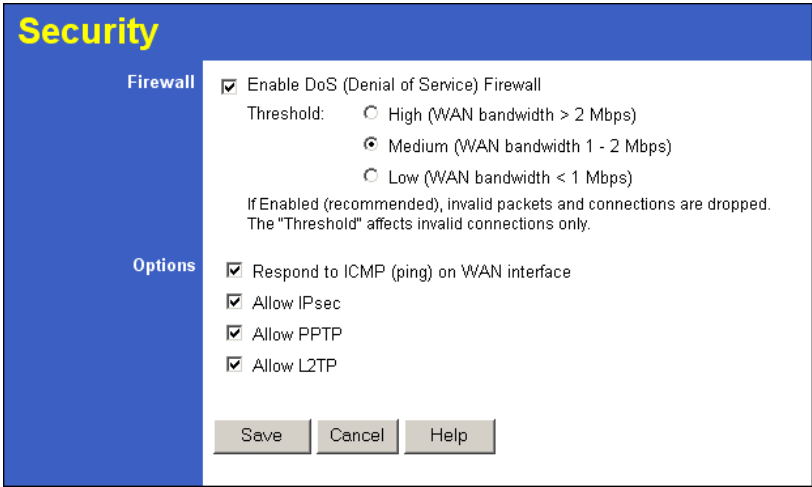 Security
Firewall
Enable DoS (Denial of Service) Firewall
Threshold:
High (WAN bandwidth > 2 Mbps)
Medium (WAN bandwidth 1 - 2 Mbps)
Low (WAN bandwidth < 1 Mbps)
If Enabled (recommended), invalid packets and connections are dropped.
The "Threshold" affects invalid connections only.
Options
Respond to ICMP (ping) on WAN interface
Allow IPsec
Allow PPTP
Allow L2TP
Save Cancel Help